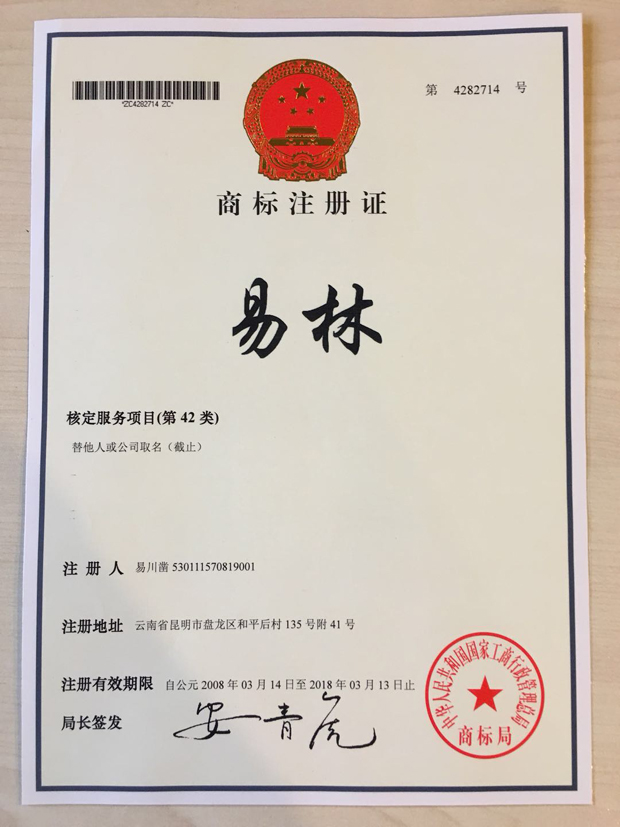 *ZC4282714 ZC*
第 4282714 号
商标注册证
易林
核定服务项目(第 42 类)
替他人或公司取名（截止）
注 册 人 易川凿 530111570819001
注册地址 云南省昆明市盘龙区和平后村 135 号附 41 号
注册有效期限 自公元 2008 年 03 月 14 日至 2018 年 03 月 13 日止
局长签发 安青虎
中华人民共和国国家工商行政管理总局
商标局